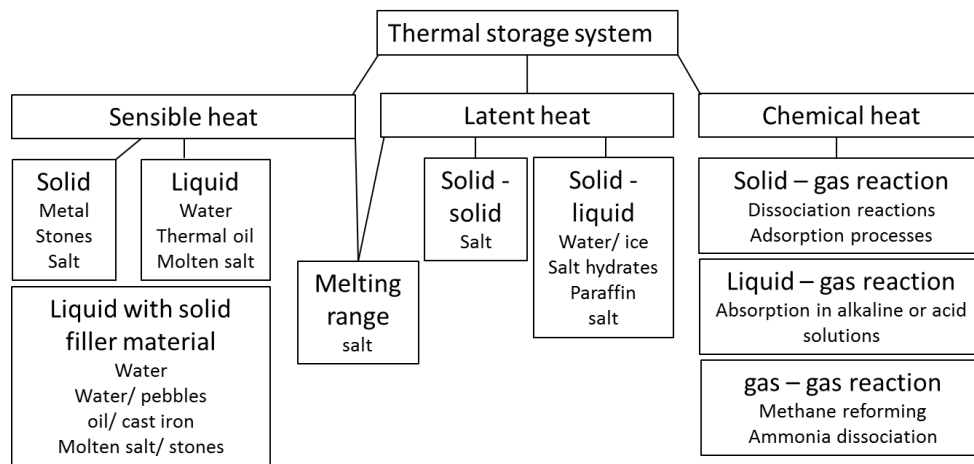 Thermal storage system
Sensible heat
Latent heat
Chemical heat
Solid
Metal
Stones
Salt
Liquid
Water
Thermal oil
Molten salt
Liquid with solid
filler material
Water
Water/ pebbles
oil/ cast iron
Molten salt/ stones
Melting
range
salt
Solid -
solid
Salt
Solid -
liquid
Water/ ice
Salt hydrates
Paraffin
salt
Solid – gas reaction
Dissociation reactions
Adsorption processes
Liquid – gas reaction
Absorption in alkaline or acid
solutions
gas – gas reaction
Methane reforming
Ammonia dissociation